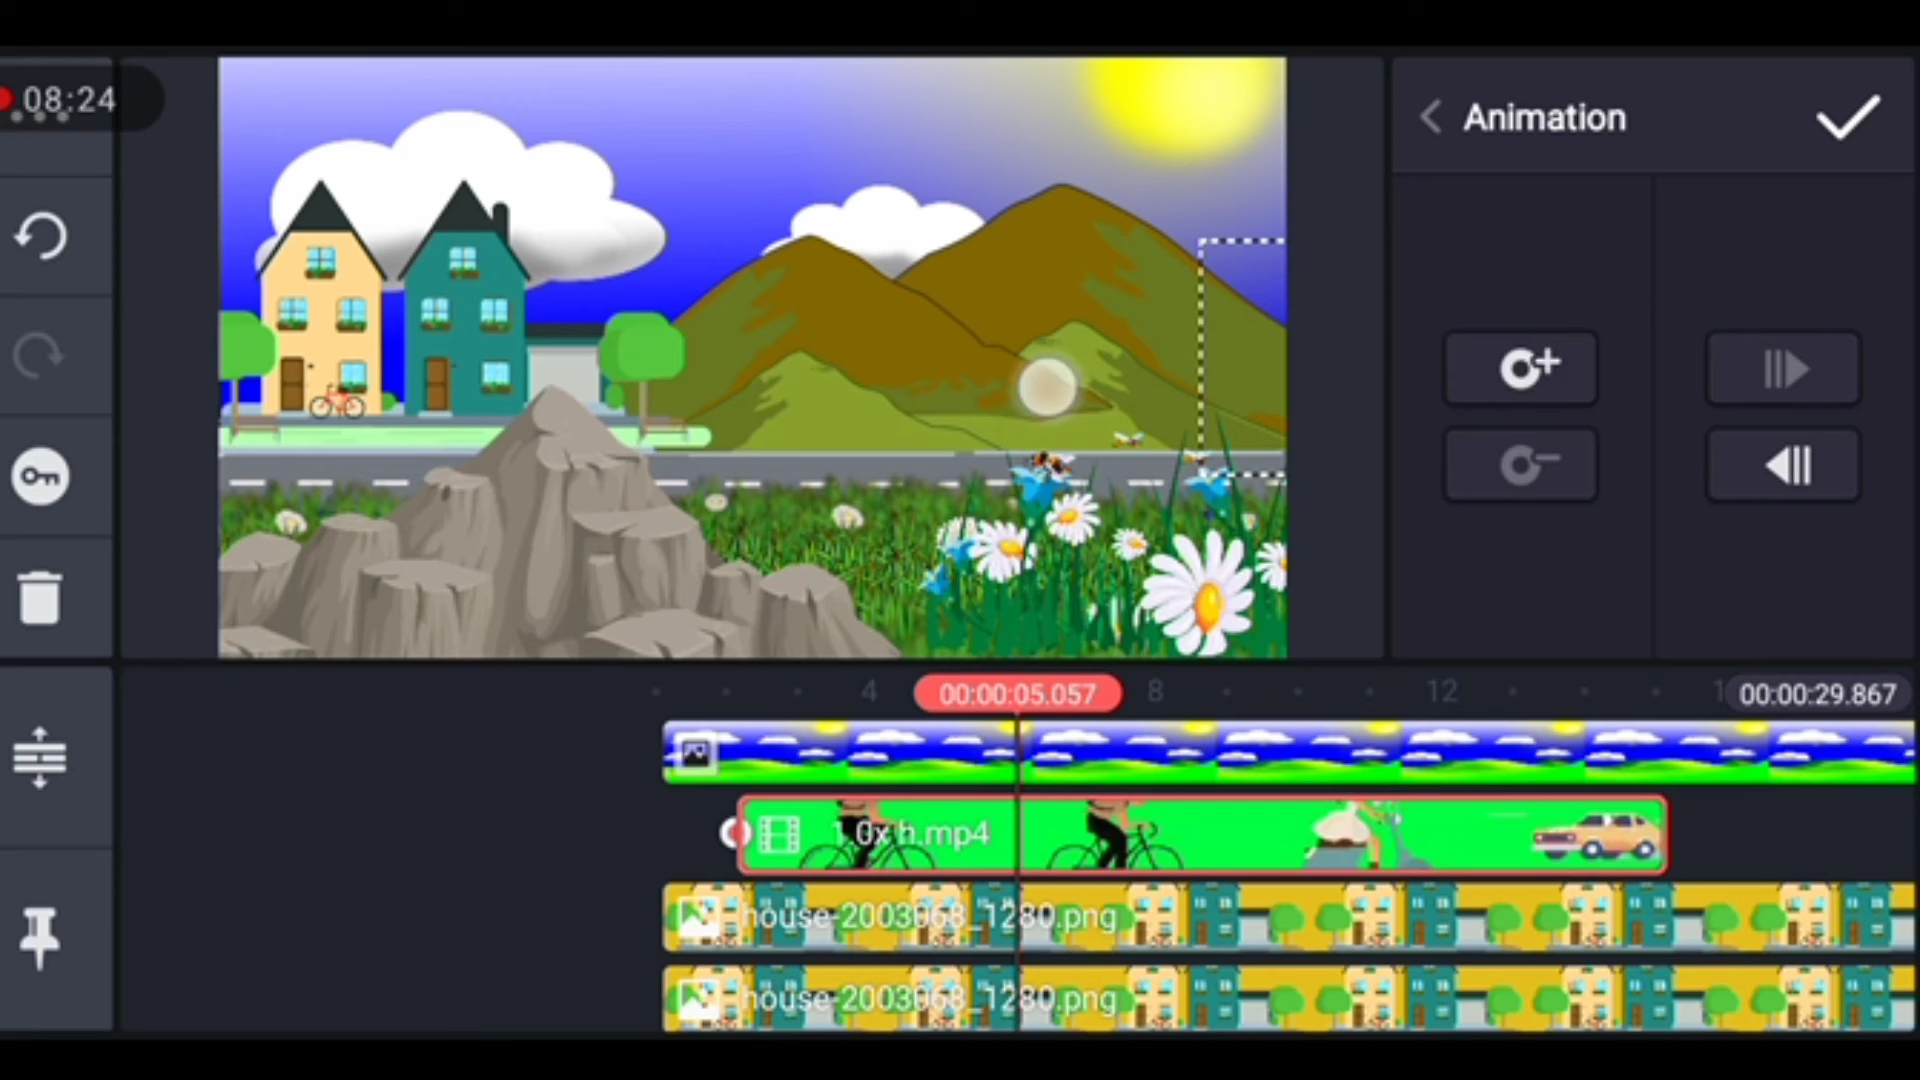 08:24
Animation
4
00:00:05.057
8
12
00:00:29.867
1.0x h.mp4
house-2003068_1280.png
house-2003068_1280.png